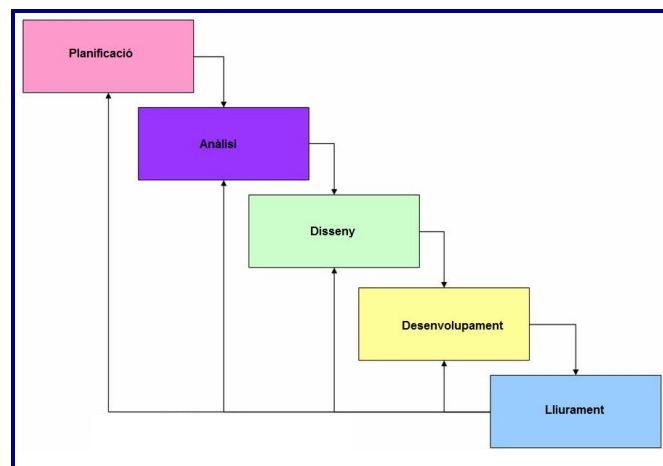 Planificació
Anàlisi
Disseny
Desenvolupament
Lliurament